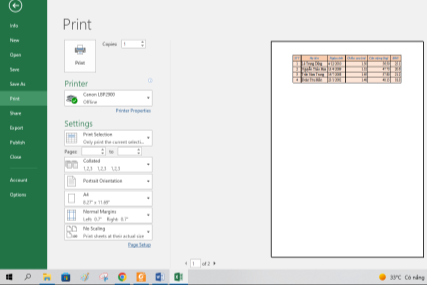 Print
Info
New
Open
Save
Save As
Print
Share
Export
Publish
Close
Account
Options
Copies: 1
Print
Printer
Canon LBP2900
Offline
Printer Properties
Settings
Print Selection
Only print the current selecti...
Pages: to
Collated
1,2,3 1,2,3 1,2,3
Portrait Orientation
A4
8.27" x 11.69"
Normal Margins
Left: 0.7" Right: 0.7"
No Scaling
Print sheets at their actual size
Page Setup
1 of 2
33°C Có nắng